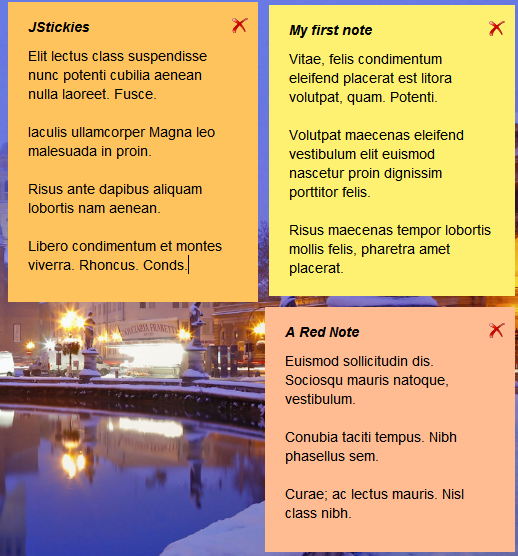 JStickies
Elit lectus class suspendisse
nunc potenti cubilia aenean
nulla laoreet. Fusce.
Iaculis ullamcorper Magna leo
malesuada in proin.
Risus ante dapibus aliquam
lobortis nam aenean.
Libero condimentum et montes
viverra. Rhoncus. Conds.
My first note
Vitae, felis condimentum
eleifend placerat est litora
volutpat, quam. Potenti.
Volutpat maecenas eleifend
vestibulum elit euismod
nascetur proin dignissim
porttitor felis.
Risus maecenas tempor lobortis
mollis felis, pharetra amet
placerat.
A Red Note
Euismod sollicitudin dis.
Sociosqu mauris natoque,
vestibulum.
Conubia taciti tempus. Nibh
phasellus sem.
Curae; ac lectus mauris. Nisl
class nibh.